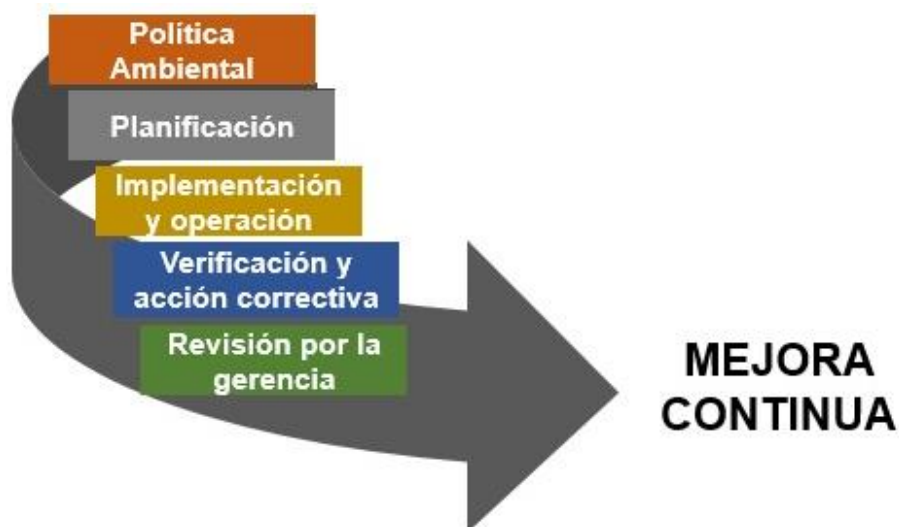 Política
Ambiental
Planificación
Implementación
y operación
Verificación y
acción correctiva
Revisión por la
gerencia
MEJORA
CONTINUA